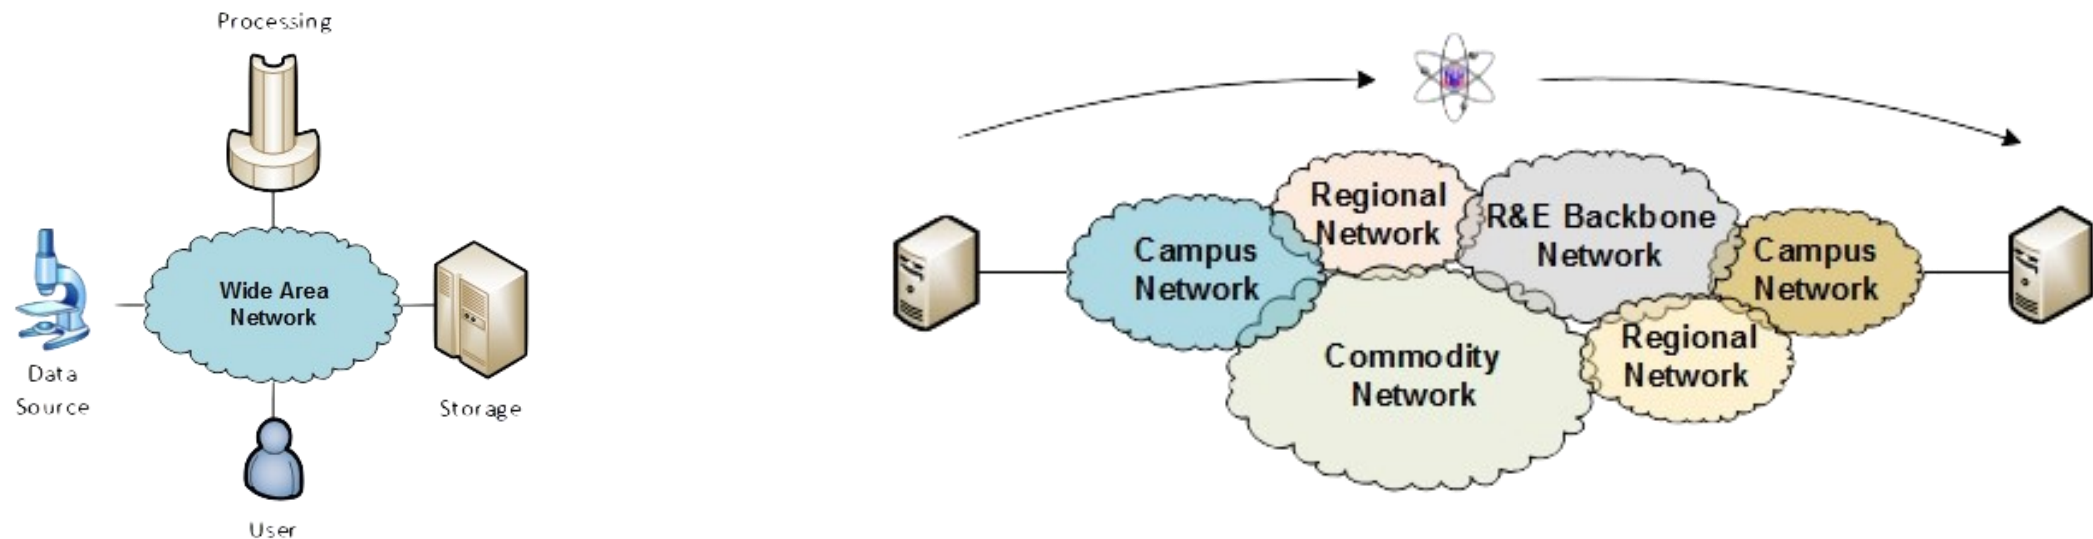 Processing
Wide Area
Network
Data
Source
Storage
User
Campus
Network
Regional
Network
R&E Backbone
Network
Campus
Network
Commodity
Network
Regional
Network